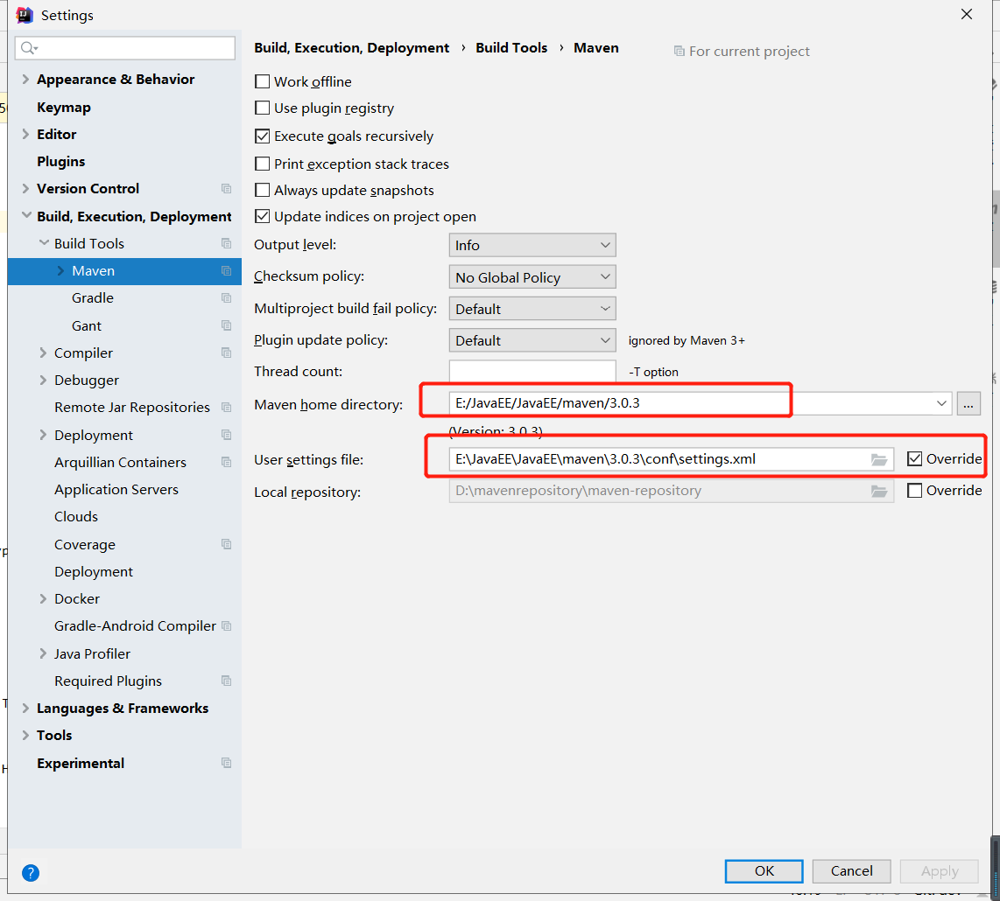 Settings
Build, Execution, Deployment › Build Tools › Maven For current project
Appearance & Behavior
Keymap
Editor
Plugins
Version Control
Build, Execution, Deployment
Build Tools
Maven
Gradle
Gant
Compiler
Debugger
Remote Jar Repositories
Deployment
Arquillian Containers
Application Servers
Clouds
Coverage
Deployment
Docker
Gradle-Android Compiler
Java Profiler
Required Plugins
Languages & Frameworks
Tools
Experimental
Work offline
Use plugin registry
Execute goals recursively
Print exception stack traces
Always update snapshots
Update indices on project open
Output level: Info
Checksum policy: No Global Policy
Multiproject build fail policy: Default
Plugin update policy: Default ignored by Maven 3+
Thread count: -T option
Maven home directory: E:/JavaEE/JavaEE/maven/3.0.3 ...
(Version: 3.0.3)
User settings file: E:\JavaEE\JavaEE\maven\3.0.3\conf\settings.xml Override
Local repository: D:\mavenrepository\maven-repository Override
? OK Cancel Apply